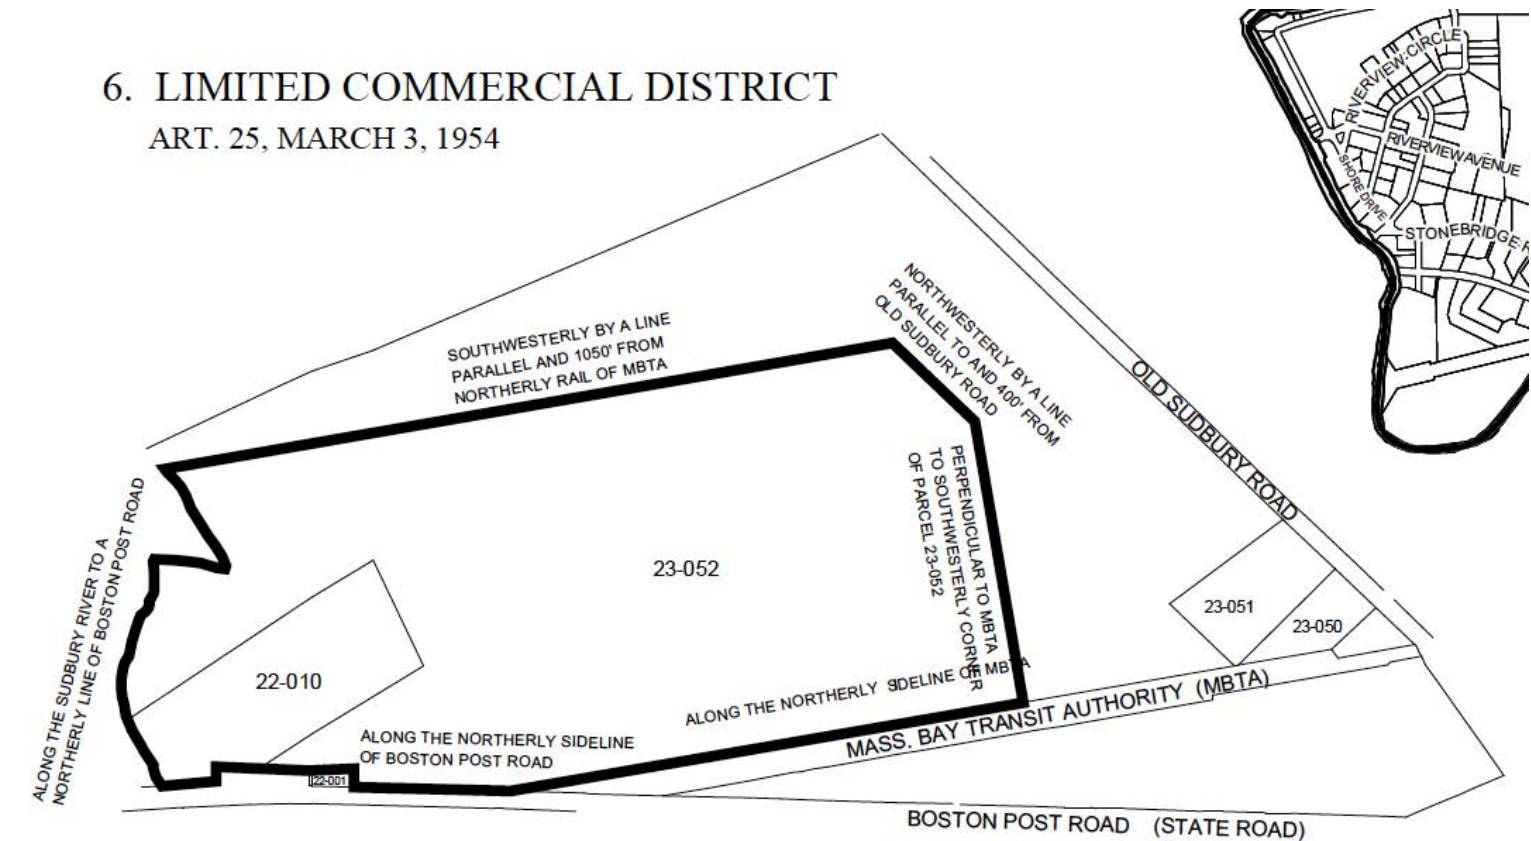 6. LIMITED COMMERCIAL DISTRICT
ART. 25, MARCH 3, 1954
RIVERVIEW CIRCLE
RIVERVIEW AVENUE
SHORE DRIVE
STONEBRIDGE R
SOUTHWESTERLY BY A LINE
PARALLEL AND 1050' FROM
NORTHERLY RAIL OF MBTA
NORTHWESTERLY BY A LINE
PARALLEL TO AND 400' FROM
OLD SUDBURY ROAD
OLD SUDBURY ROAD
PERPENDICULAR TO MBTA
TO SOUTHWESTERLY CORNER
OF PARCEL 23-052
ALONG THE SUDBURY RIVER TO A
NORTHERLY LINE OF BOSTON POST ROAD
23-052
23-051
23-050
22-010
ALONG THE NORTHERLY SIDELINE OF MBTA
ALONG THE NORTHERLY SIDELINE
OF BOSTON POST ROAD
MASS. BAY TRANSIT AUTHORITY (MBTA)
22-001
BOSTON POST ROAD (STATE ROAD)